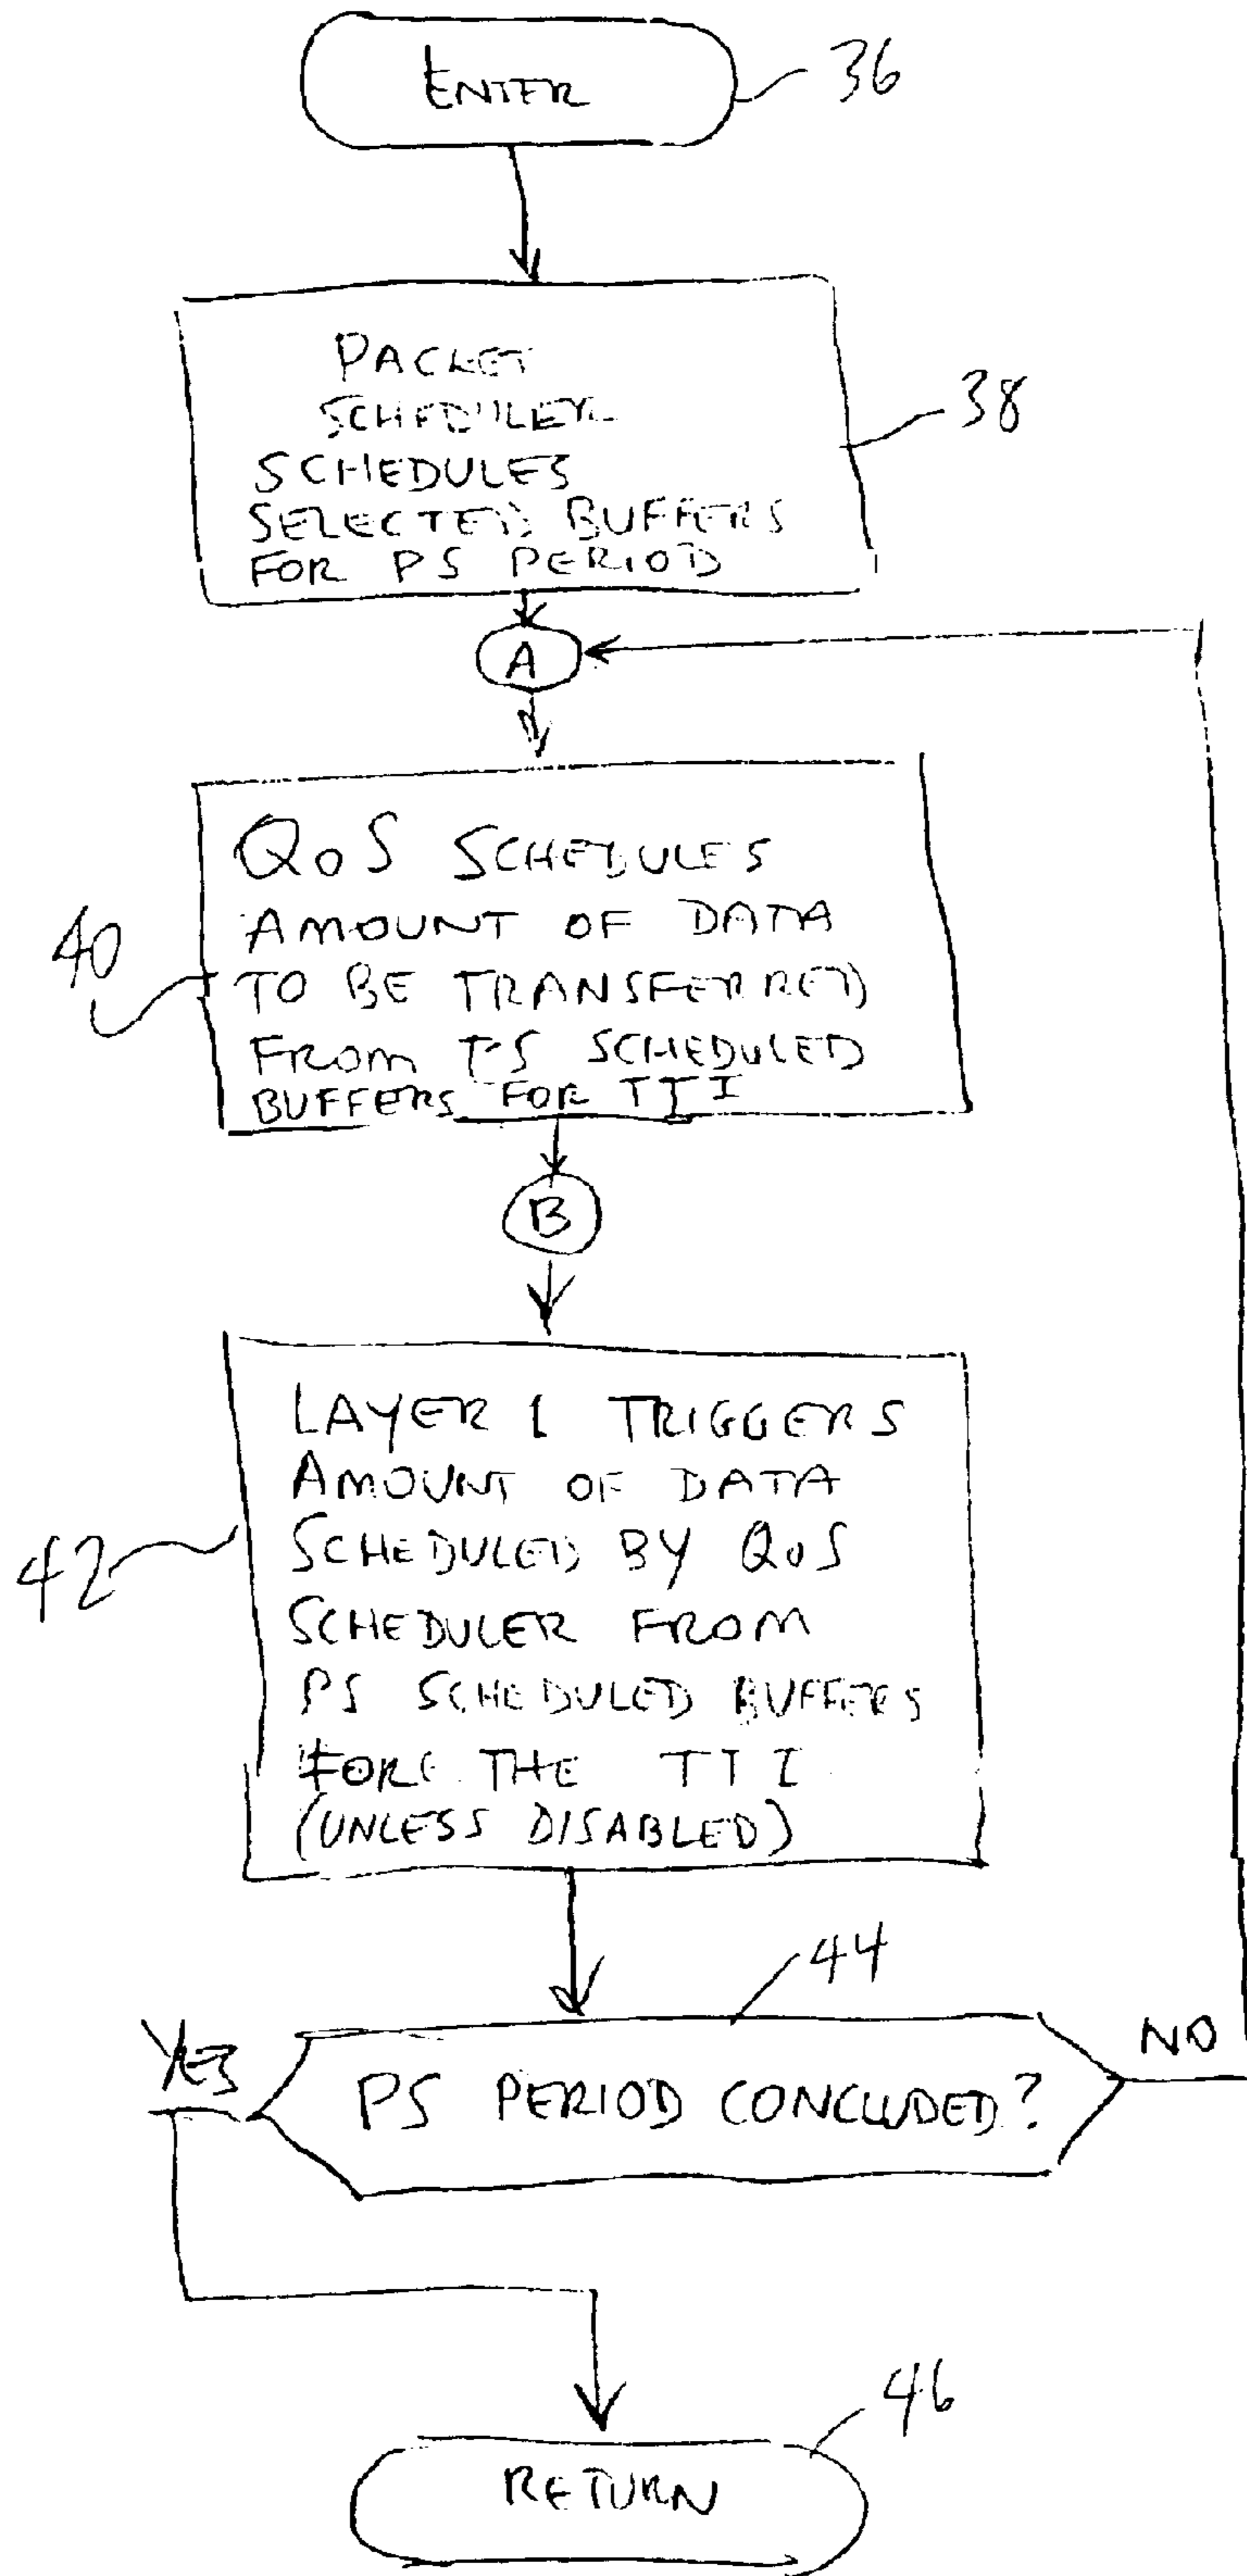 ENTER
36
PACKET
SCHEDULER
SCHEDULES
SELECTED BUFFERS
FOR PS PERIOD
38
A
QoS SCHEDULES
AMOUNT OF DATA
TO BE TRANSFERRED
FROM PS SCHEDULED
BUFFERS FOR TTI
40
B
LAYER 1 TRIGGERS
AMOUNT OF DATA
SCHEDULED BY QoS
SCHEDULER FROM
PS SCHEDULED BUFFERS
FOR THE TTI
(UNLESS DISABLED)
42
44
YES
PS PERIOD CONCLUDED?
NO
46
RETURN